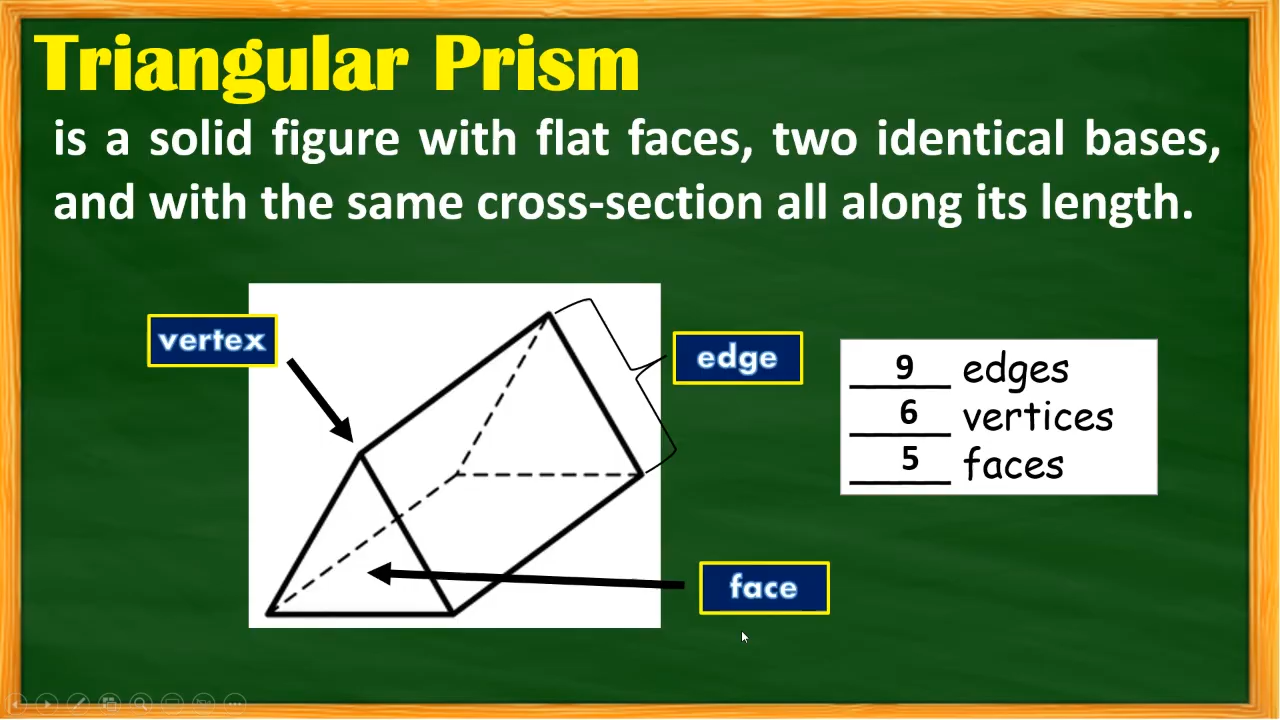 Triangular Prism
is a solid figure with flat faces, two identical bases,
and with the same cross-section all along its length.
vertex
edge
9 edges
6 vertices
5 faces
face